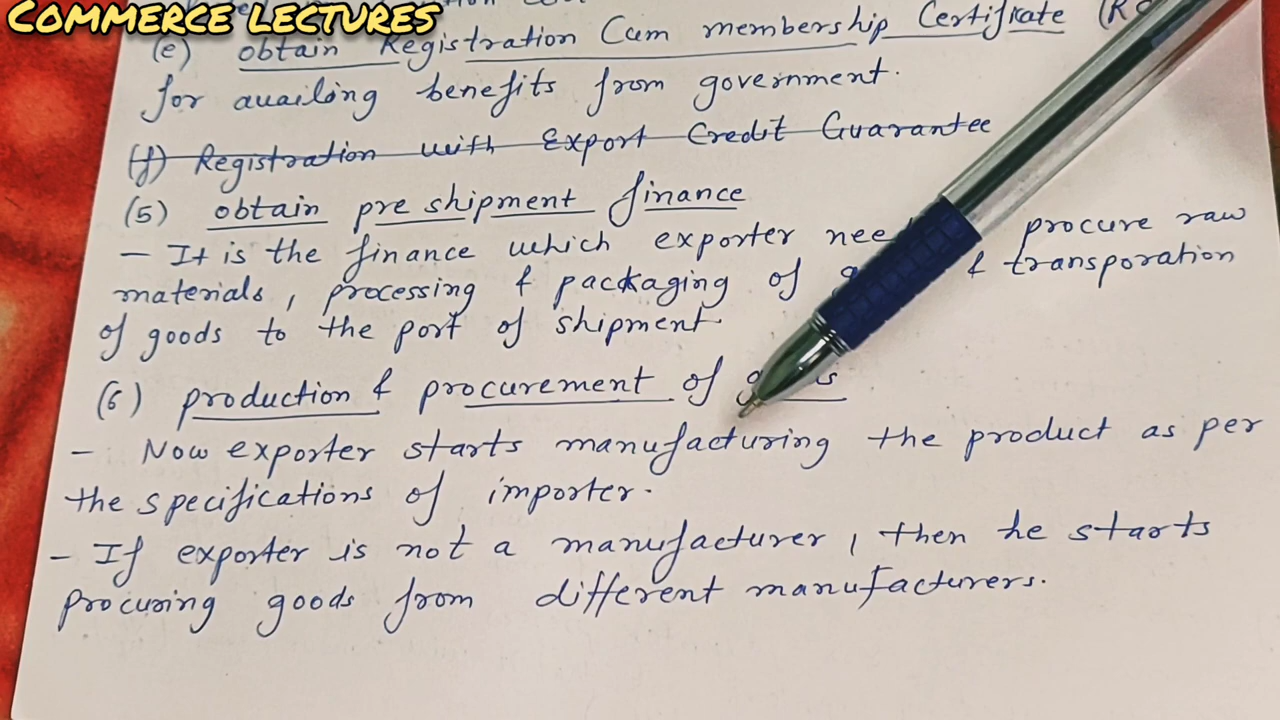 COMMERCE LECTURES
(e) obtain Registration Cum membership Certificate (RC
for availing benefits from government.
(f) Registration with Export Credit Guarantee
(5) obtain pre shipment finance
- It is the finance which exporter nee procure raw
materials, processing & packaging of & transporation
of goods to the port of shipment.
(6) production & procurement of
- Now exporter starts manufacturing the product as per
the specifications of importer.
- If exporter is not a manufacturer, then he starts
procuring goods from different manufacturers.